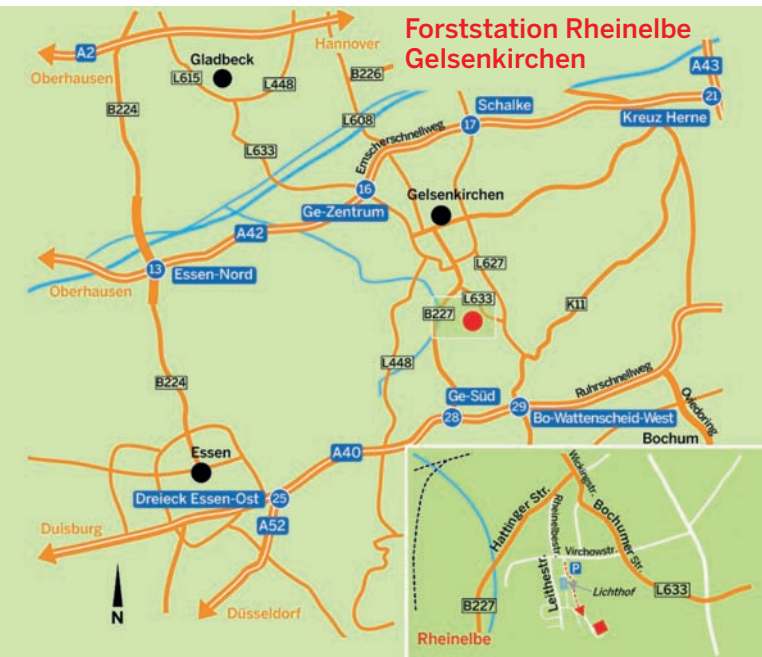 Forststation Rheinelbe
Gelsenkirchen
A2
Hannover
Oberhausen
Gladbeck
L615
L448
B226
A43
B224
L608
Schalke
21
17
Kreuz Herne
L633
Emscherschnellweg
16
Ge-Zentrum
Gelsenkirchen
A42
13
Essen-Nord
Oberhausen
L627
L633
B227
K11
L448
B224
Ruhrschnellweg
Ge-Süd
28
29
Bo-Wattenscheid-West
Oviedoring
Bochum
Essen
A40
Dreieck Essen-Ost
25
A52
Duisburg
Düsseldorf
N
Wickingstr.
Hattinger Str.
Rheinelbestr.
Bochumer Str.
Virchowstr.
P
Leithestr.
Lichthof
L633
B227
Rheinelbe